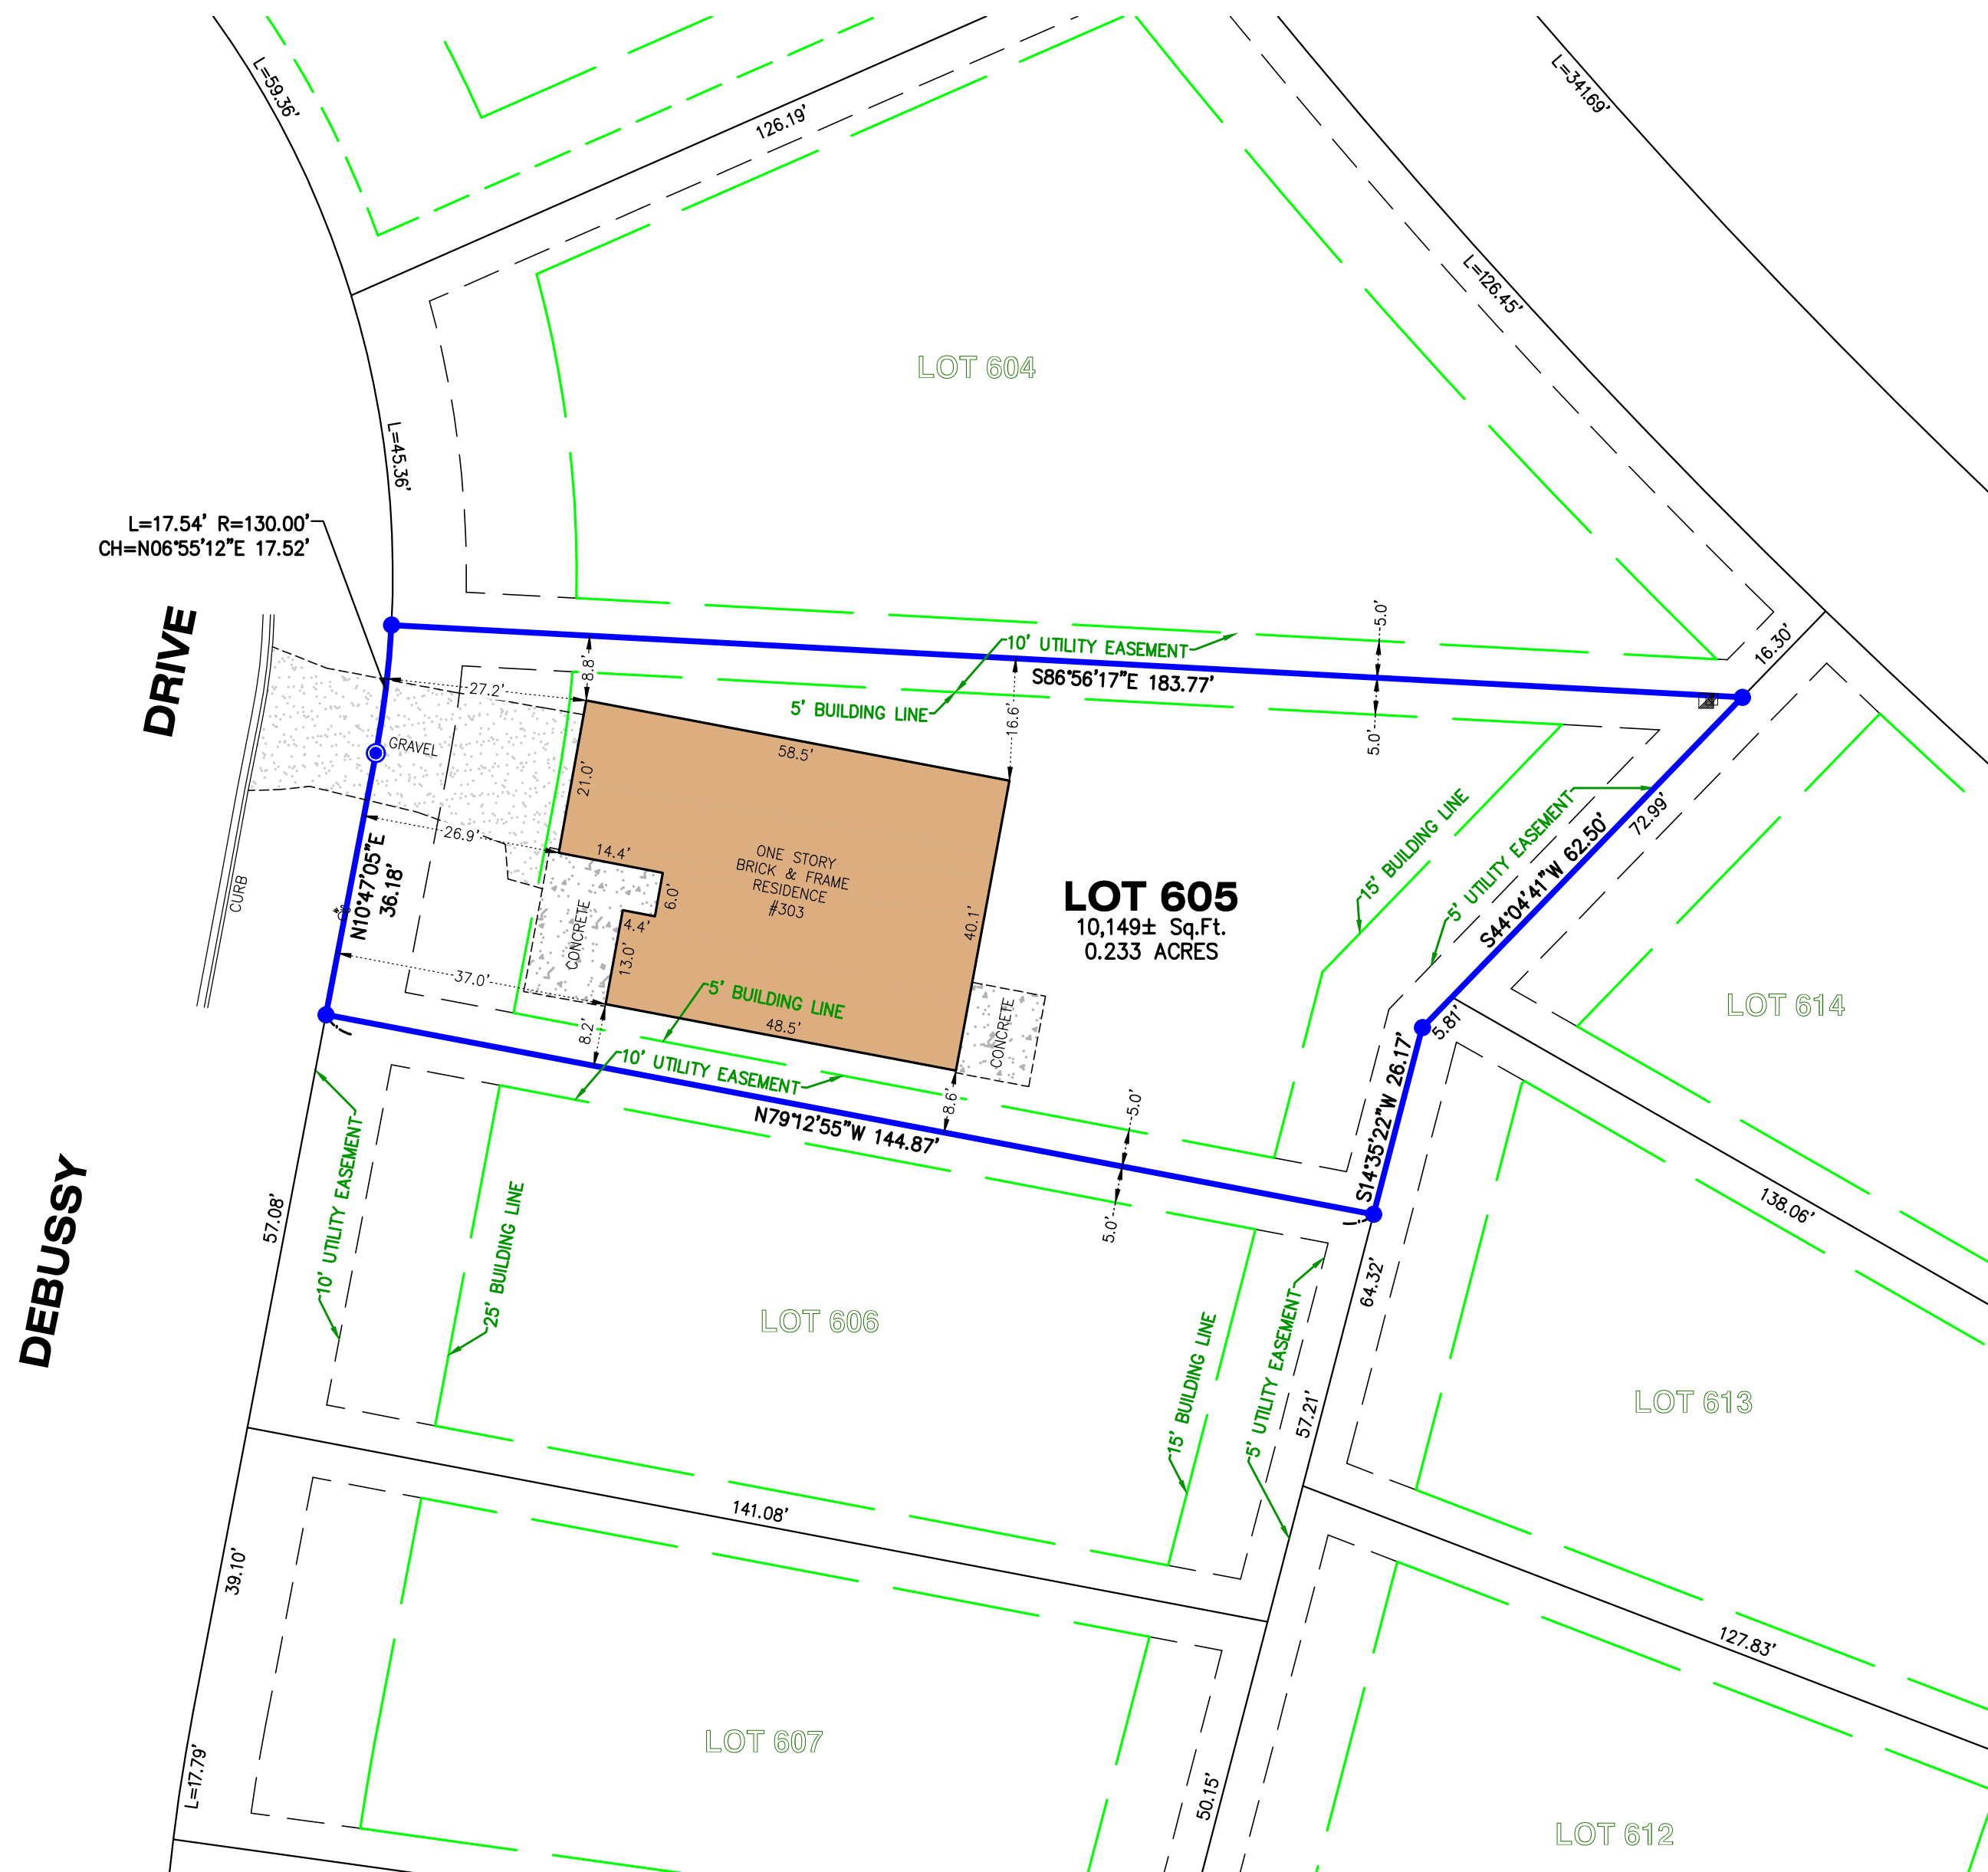 L=59.36'
126.19'
L=341.69'
L=126.45'
LOT 604
L=45.36'
L=17.54' R=130.00'
CH=N06°55'12"E 17.52'
DRIVE
5.0'
10' UTILITY EASEMENT
16.30'
8.8'
S86°56'17"E 183.77'
27.2'
5' BUILDING LINE
16.6'
5.0'
GRAVEL
58.5'
21.0'
15' BUILDING LINE
5' UTILITY EASEMENT
72.99'
26.9'
14.4'
ONE STORY
BRICK & FRAME
RESIDENCE
#303
N10°47'05"E
36.18'
CURB
6.0'
4.4'
CONCRETE
13.0'
40.1'
LOT 605
10,149± Sq.Ft.
0.233 ACRES
S44°04'41"W 62.50'
37.0'
5' BUILDING LINE
LOT 614
48.5'
CONCRETE
8.2'
5.81'
10' UTILITY EASEMENT
8.6'
5.0'
N79°12'55"W 144.87'
S14°35'22"W 26.17'
5.0'
DEBUSSY
57.08'
10' UTILITY EASEMENT
25' BUILDING LINE
138.06'
64.32'
LOT 606
15' BUILDING LINE
5' UTILITY EASEMENT
57.21'
LOT 613
141.08'
39.10'
127.83'
LOT 607
L=17.79'
50.15'
LOT 612